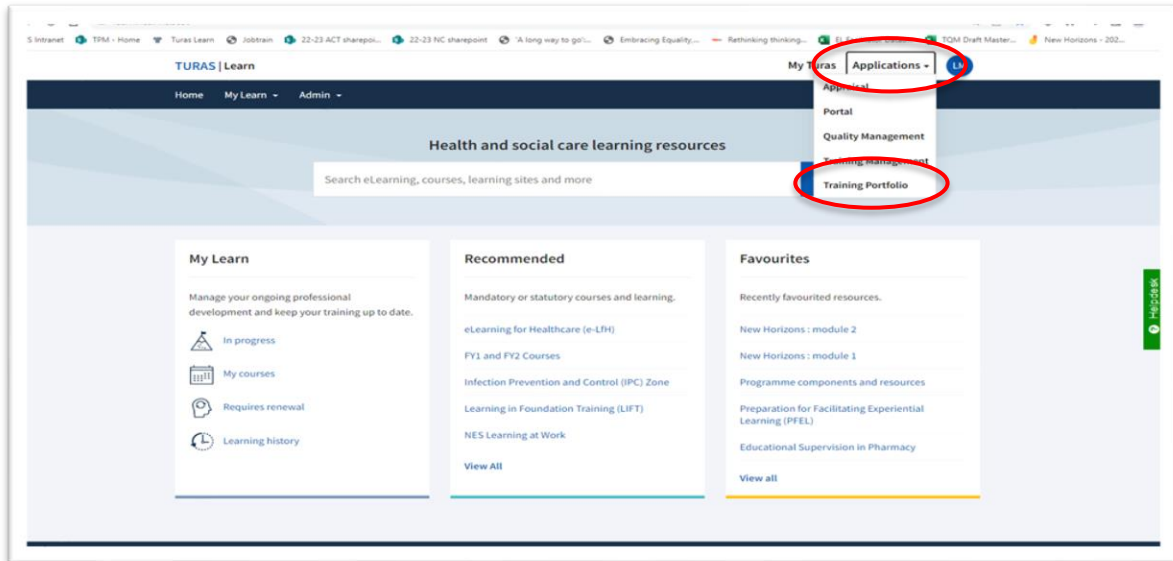 S Intranet TPM - Home Turas Learn Jobtrain 22-23 ACT sharepoi... 22-23 NC sharepoint 'A long way to go':... Embracing Equality,... Rethinking thinking... TQM Draft Master... New Horizons - 202...
TURAS | Learn My Turas Applications LM
Home My Learn Admin
Appraisal
Portal
Quality Management
Training Management
Training Portfolio
Health and social care learning resources
Search eLearning, courses, learning sites and more
My Learn
Manage your ongoing professional
development and keep your training up to date.
In progress
My courses
Requires renewal
Learning history
Recommended
Mandatory or statutory courses and learning.
eLearning for Healthcare (e-LfH)
FY1 and FY2 Courses
Infection Prevention and Control (IPC) Zone
Learning in Foundation Training (LIFT)
NES Learning at Work
View All
Favourites
Recently favourited resources.
New Horizons : module 2
New Horizons : module 1
Programme components and resources
Preparation for Facilitating Experiential
Learning (PFEL)
Educational Supervision in Pharmacy
View all
Helpdesk